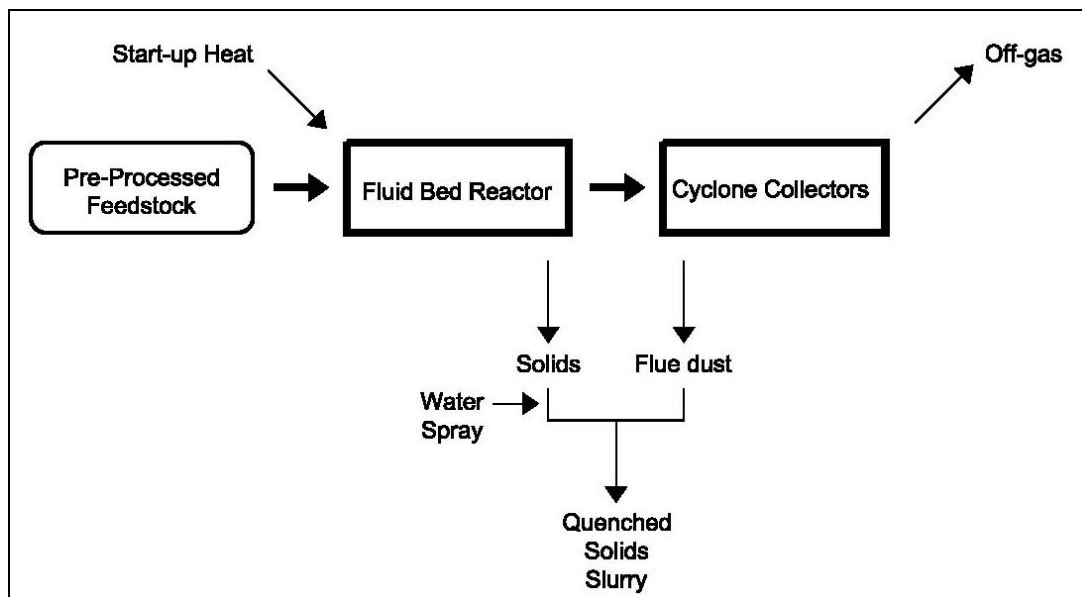 Start-up Heat
Off-gas
Pre-Processed
Feedstock
Fluid Bed Reactor
Cyclone Collectors
Solids
Flue dust
Water
Spray
Quenched
Solids
Slurry